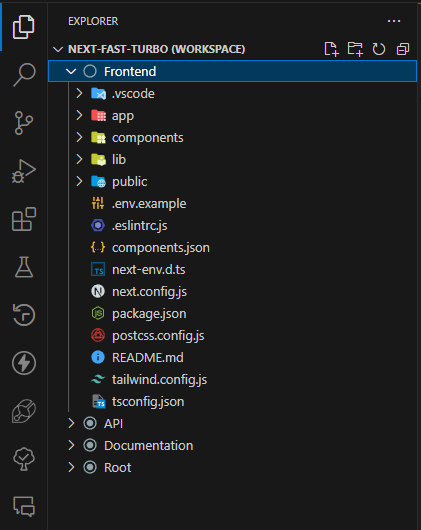 EXPLORER
NEXT-FAST-TURBO (WORKSPACE)
Frontend
.vscode
app
components
lib
public
.env.example
.eslintrc.js
components.json
next-env.d.ts
next.config.js
package.json
postcss.config.js
README.md
tailwind.config.js
tsconfig.json
API
Documentation
Root